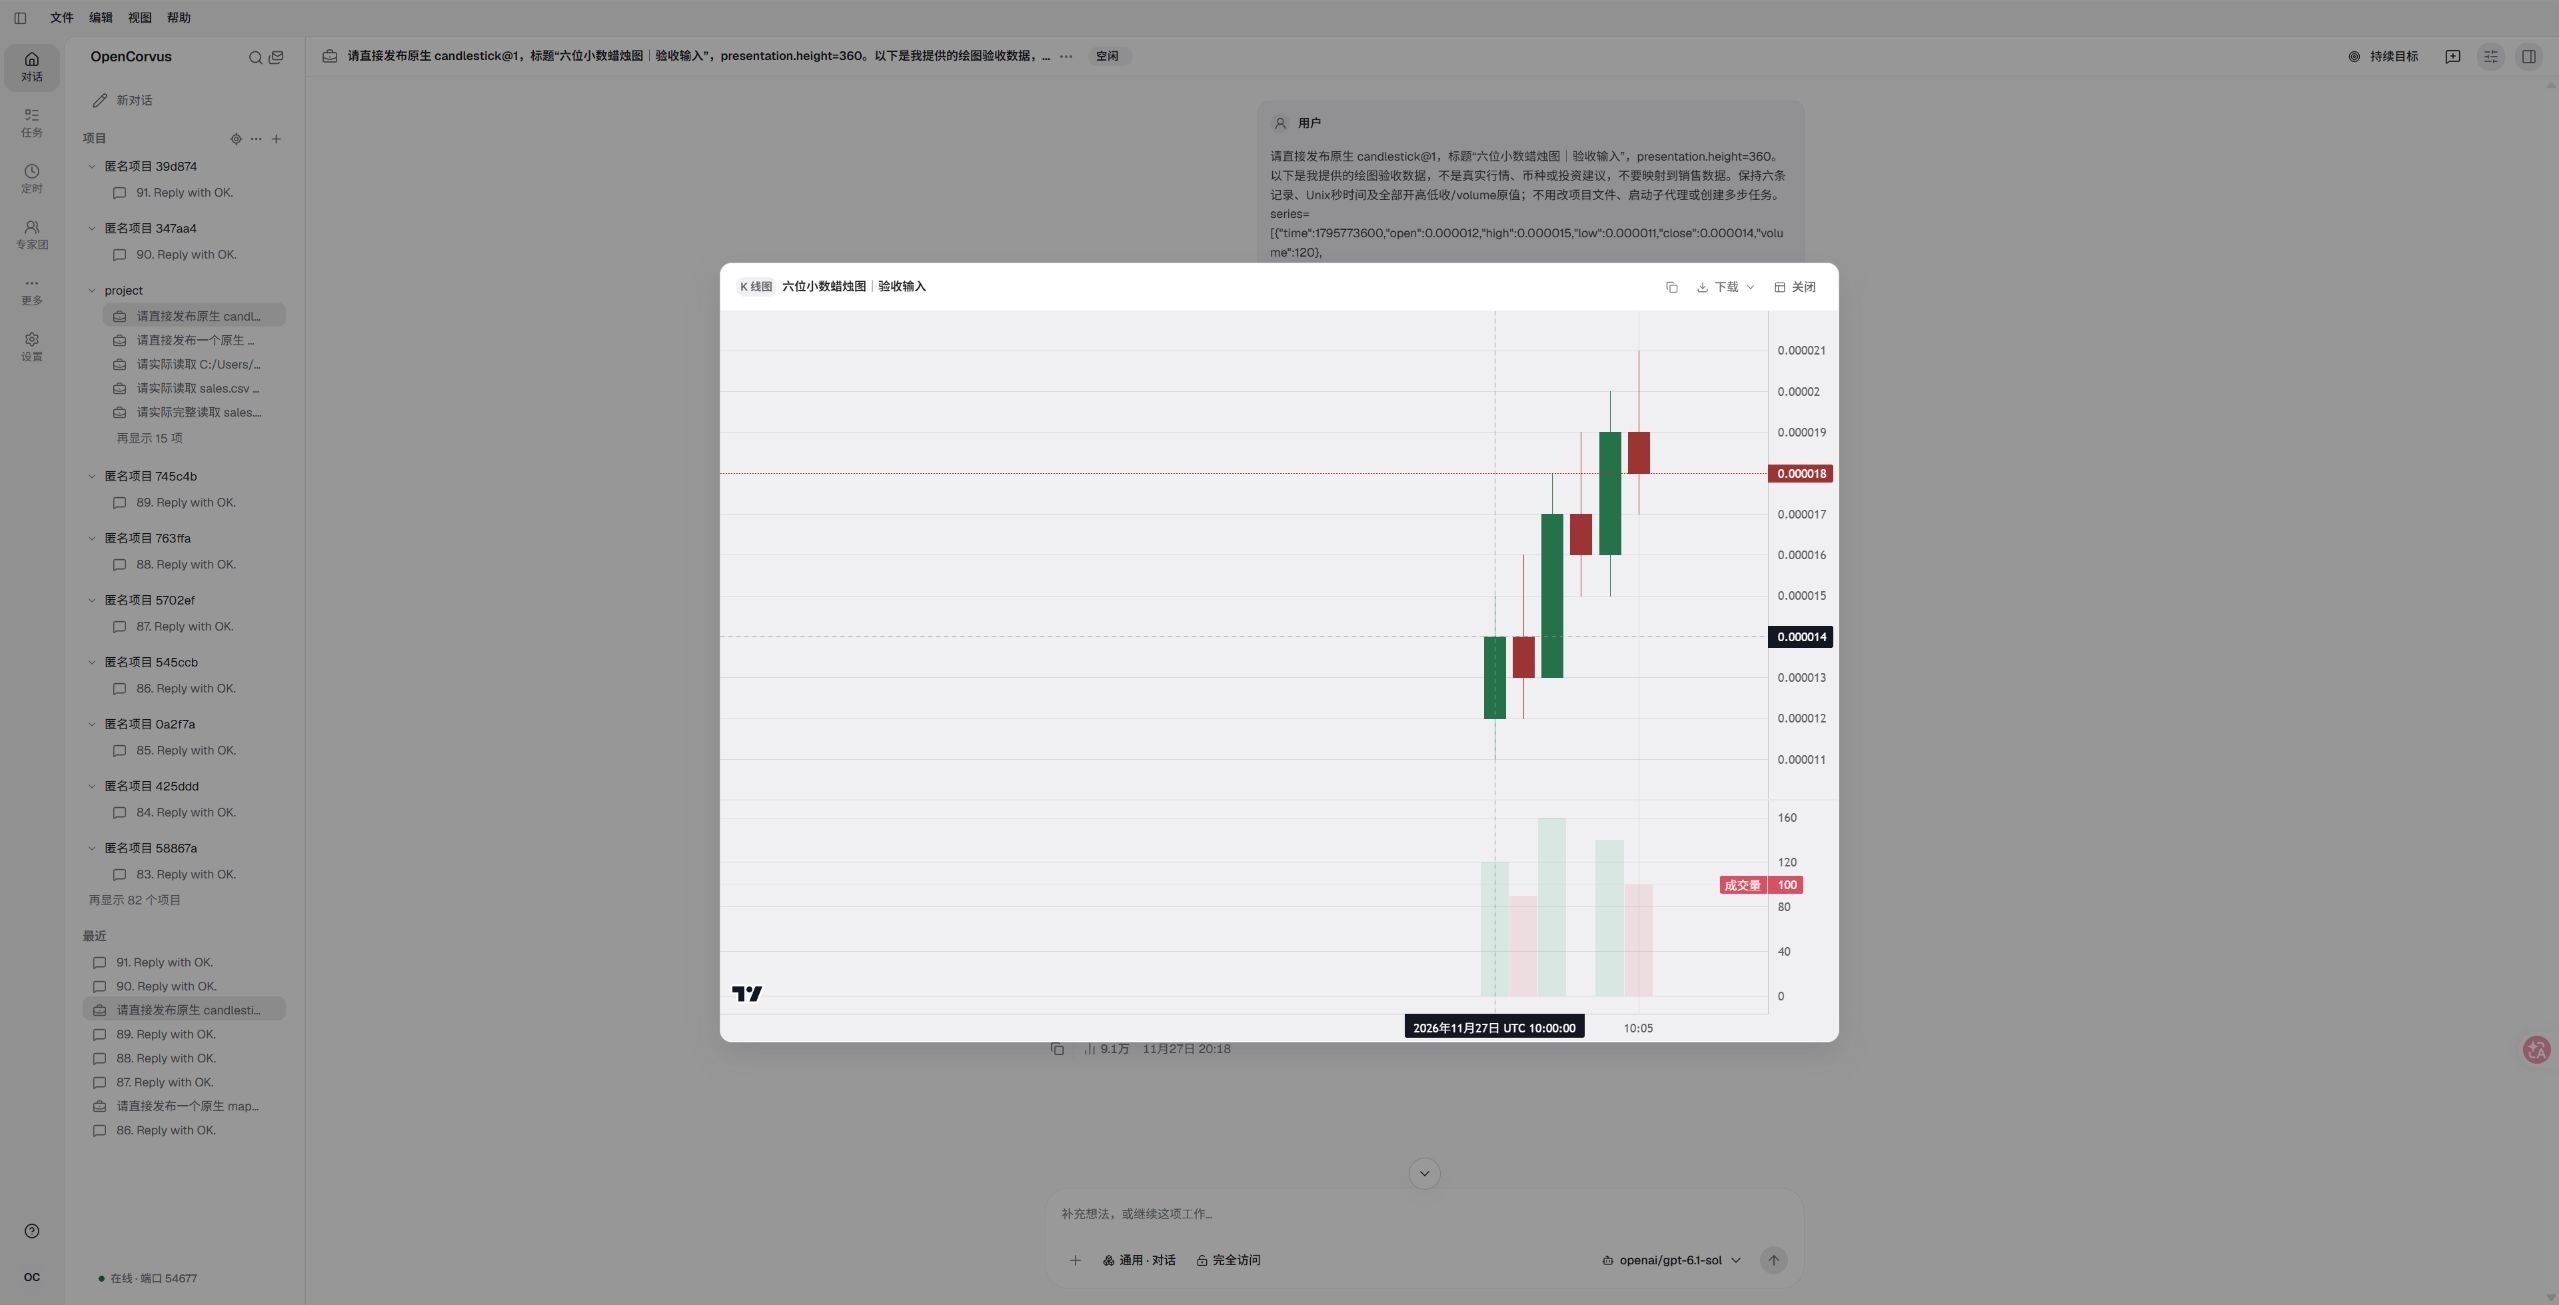 文件 编辑 视图 帮助
对话
任务
定时
专家团
更多
设置
OC
OpenCorvus
新对话
项目
匿名项目 39d874
91. Reply with OK.
匿名项目 347aa4
90. Reply with OK.
project
请直接发布原生 candl...
请直接发布一个原生 ...
请实际读取 C:/Users/...
请实际读取 sales.csv ...
请实际完整读取 sales....
再显示 15 项
匿名项目 745c4b
89. Reply with OK.
匿名项目 763ffa
88. Reply with OK.
匿名项目 5702ef
87. Reply with OK.
匿名项目 545ccb
86. Reply with OK.
匿名项目 0a2f7a
85. Reply with OK.
匿名项目 425ddd
84. Reply with OK.
匿名项目 58867a
83. Reply with OK.
再显示 82 个项目
最近
91. Reply with OK.
90. Reply with OK.
请直接发布原生 candlesti...
89. Reply with OK.
88. Reply with OK.
87. Reply with OK.
请直接发布一个原生 map...
86. Reply with OK.
在线 · 端口 54677
请直接发布原生 candlestick@1，标题“六位小数蜡烛图｜验收输入”，presentation.height=360。以下是我提供的绘图验收数据，... ··· 空闲
持续目标
用户
请直接发布原生 candlestick@1，标题“六位小数蜡烛图｜验收输入”，presentation.height=360。
以下是我提供的绘图验收数据，不是真实行情、币种或投资建议，不要映射到销售数据。保持六条
记录、Unix秒时间及全部开高低收/volume原值；不用改项目文件、启动子代理或创建多步任务。
series=
[{"time":1795773600,"open":0.000012,"high":0.000015,"low":0.000011,"close":0.000014,"volu
me":120},
K 线图 六位小数蜡烛图｜验收输入
下载 关闭
0.000021
0.00002
0.000019
0.000018
0.000017
0.000016
0.000015
0.000014
0.000013
0.000012
0.000011
160
120
成交量 100
80
40
0
2026年11月27日 UTC 10:00:00
10:05
9.1万 11月27日 20:18
补充想法，或继续这项工作...
通用 · 对话 完全访问
openai/gpt-6.1-sol